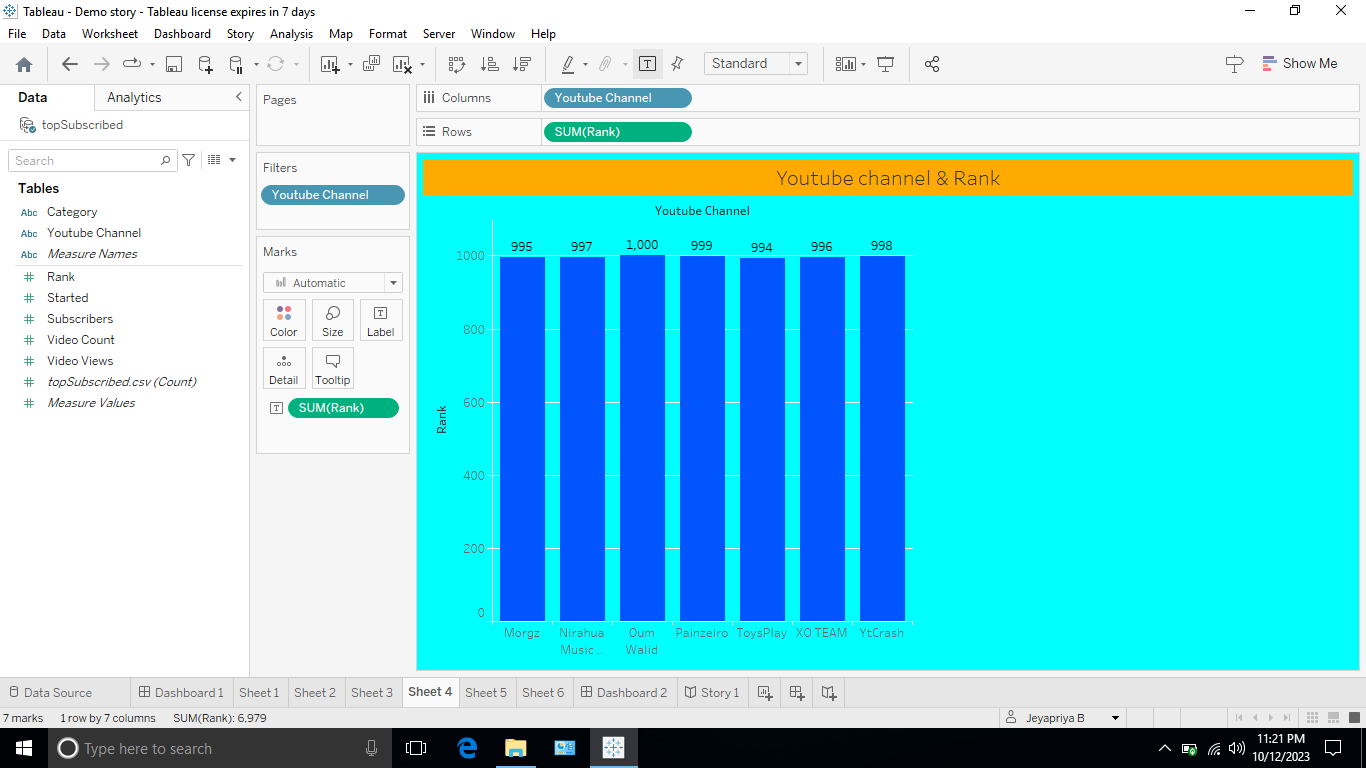 Tableau - Demo story - Tableau license expires in 7 days
File Data Worksheet Dashboard Story Analysis Map Format Server Window Help
Standard
Show Me
Data Analytics
topSubscribed
Search
Tables
Abc Category
Abc Youtube Channel
Abc Measure Names
# Rank
# Started
# Subscribers
# Video Count
# Video Views
# topSubscribed.csv (Count)
# Measure Values
Pages
Filters
Youtube Channel
Marks
Automatic
Color Size Label
Detail Tooltip
SUM(Rank)
Columns Youtube Channel
Rows SUM(Rank)
Youtube channel & Rank
Youtube Channel
995 997 1,000 999 994 996 998
1000
800
600
400
200
0
Rank
Morgz Nirahua Oum Painzeiro ToysPlay XO TEAM YtCrash
Music .. Walid
Data Source Dashboard 1 Sheet 1 Sheet 2 Sheet 3 Sheet 4 Sheet 5 Sheet 6 Dashboard 2 Story 1
7 marks 1 row by 7 columns SUM(Rank): 6,979 Jeyapriya B
Type here to search
11:21 PM
10/12/2023